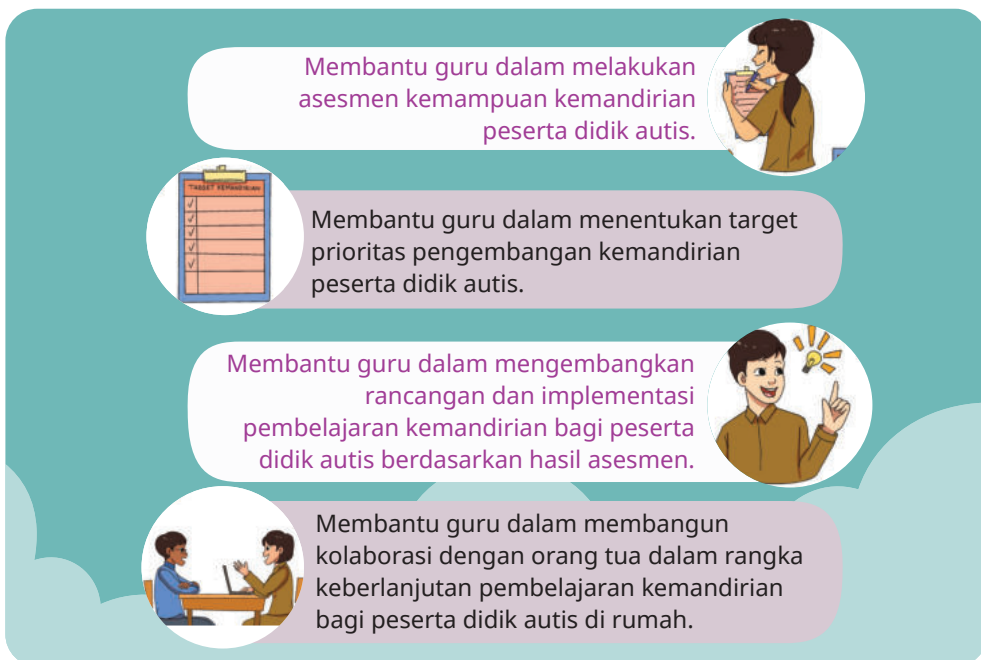 Membantu guru dalam melakukan
asesmen kemampuan kemandirian
peserta didik autis.
TARGET KEMANDIRIAN
Membantu guru dalam menentukan target
prioritas pengembangan kemandirian
peserta didik autis.
Membantu guru dalam mengembangkan
rancangan dan implementasi
pembelajaran kemandirian bagi peserta
didik autis berdasarkan hasil asesmen.
Membantu guru dalam membangun
kolaborasi dengan orang tua dalam rangka
keberlanjutan pembelajaran kemandirian
bagi peserta didik autis di rumah.